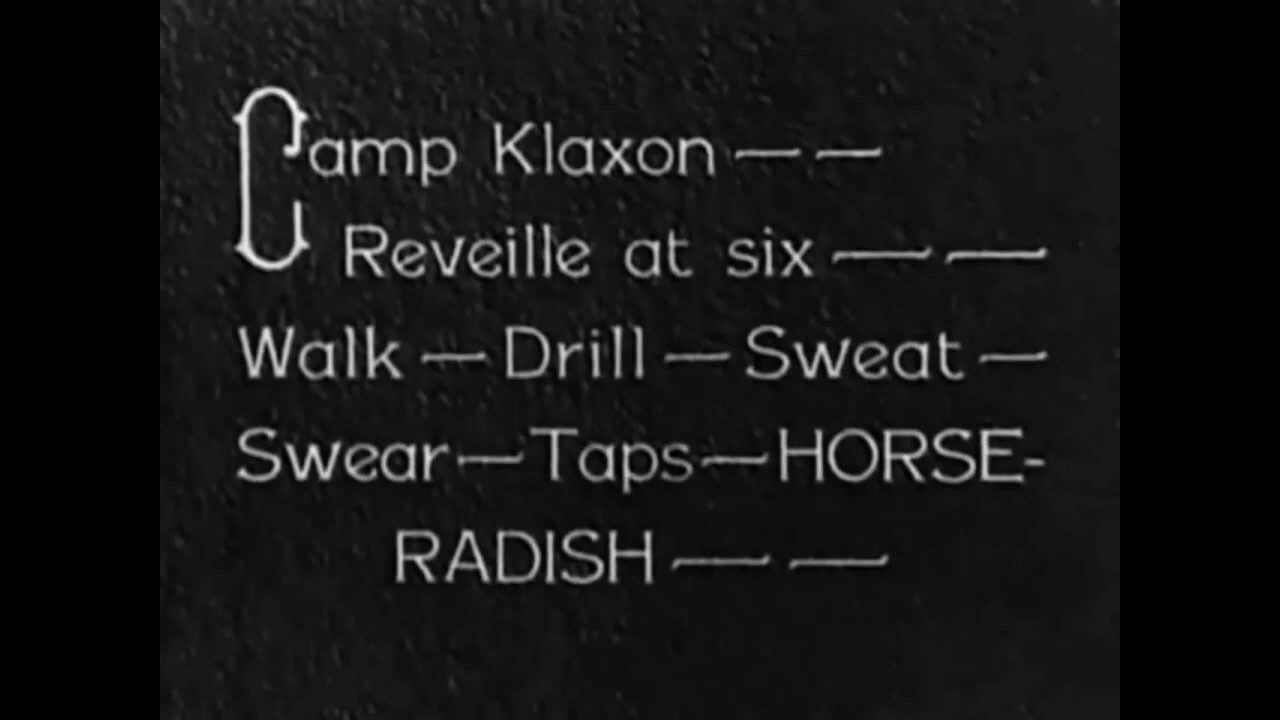 Camp Klaxon — —
Reveille at six — —
Walk — Drill — Sweat —
Swear — Taps — HORSE-
RADISH — —